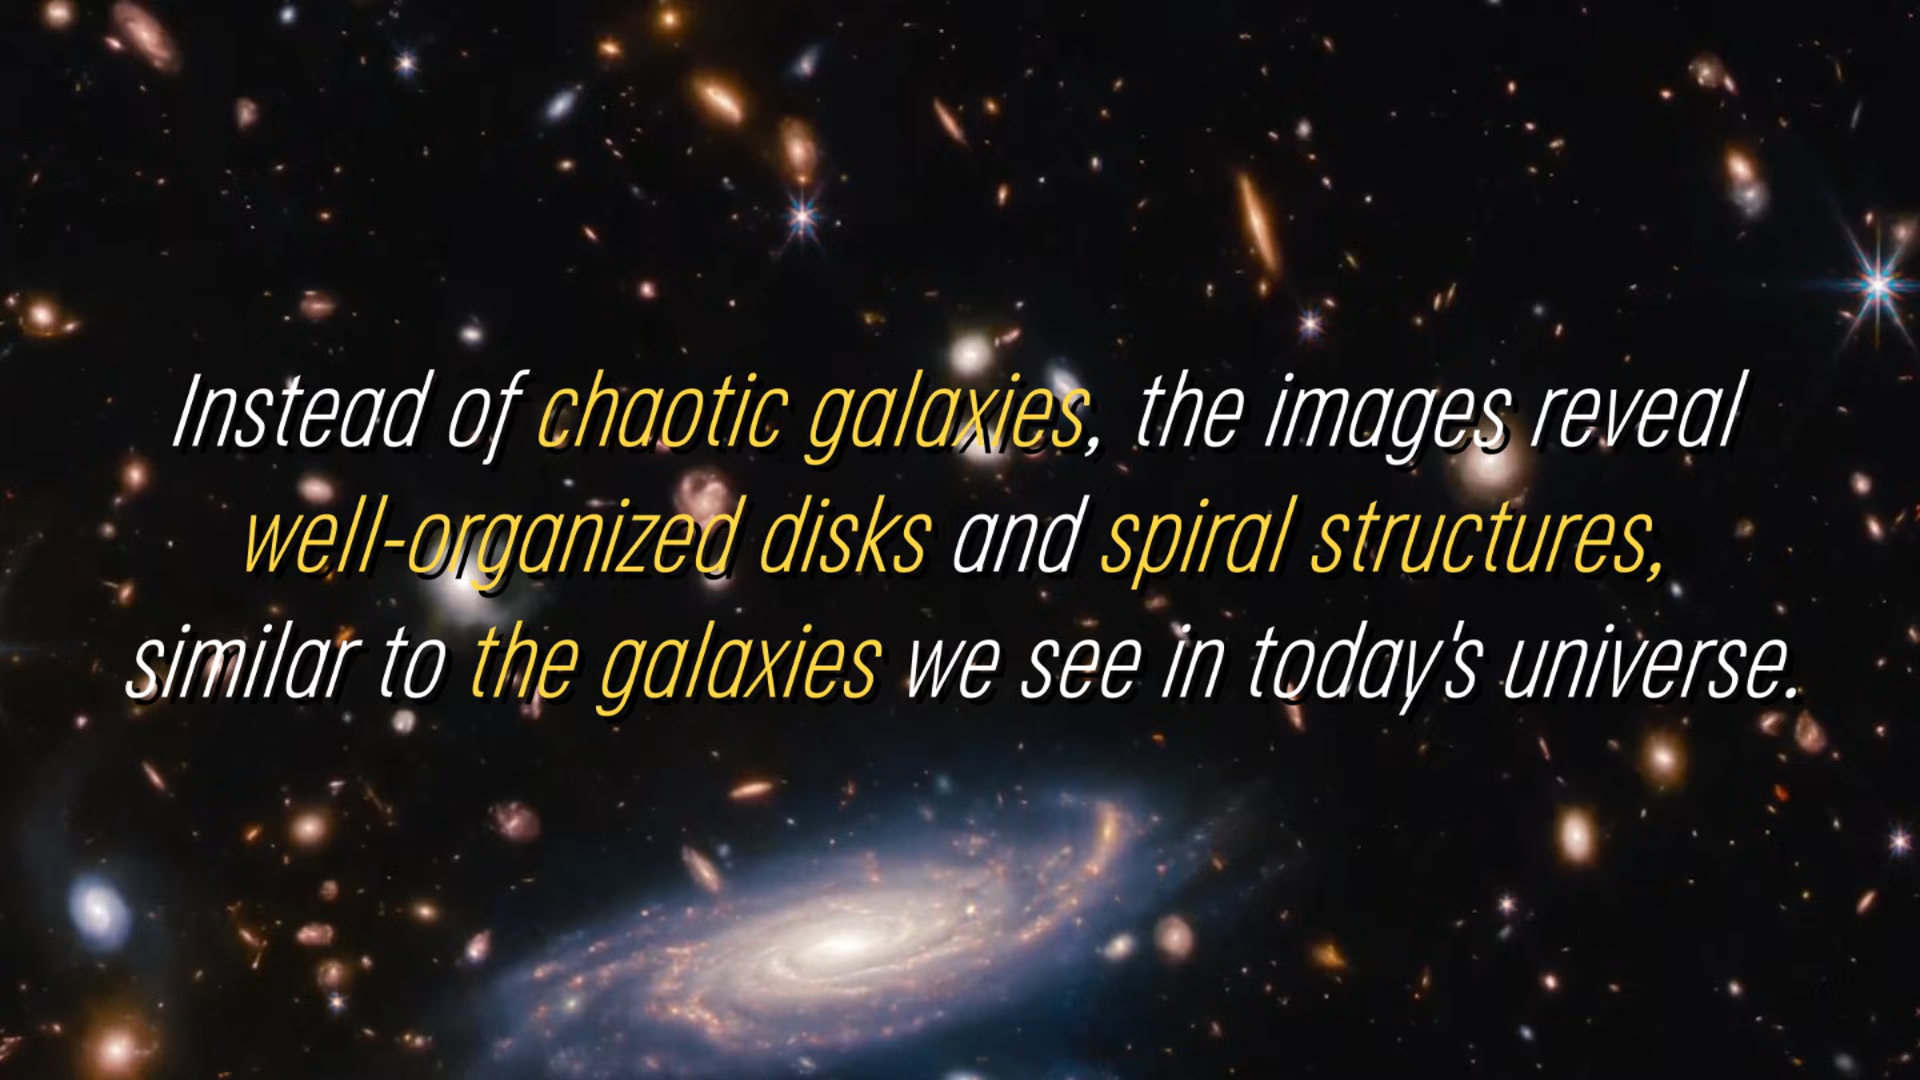 Instead of chaotic galaxies, the images reveal
well-organized disks and spiral structures,
similar to the galaxies we see in today's universe.